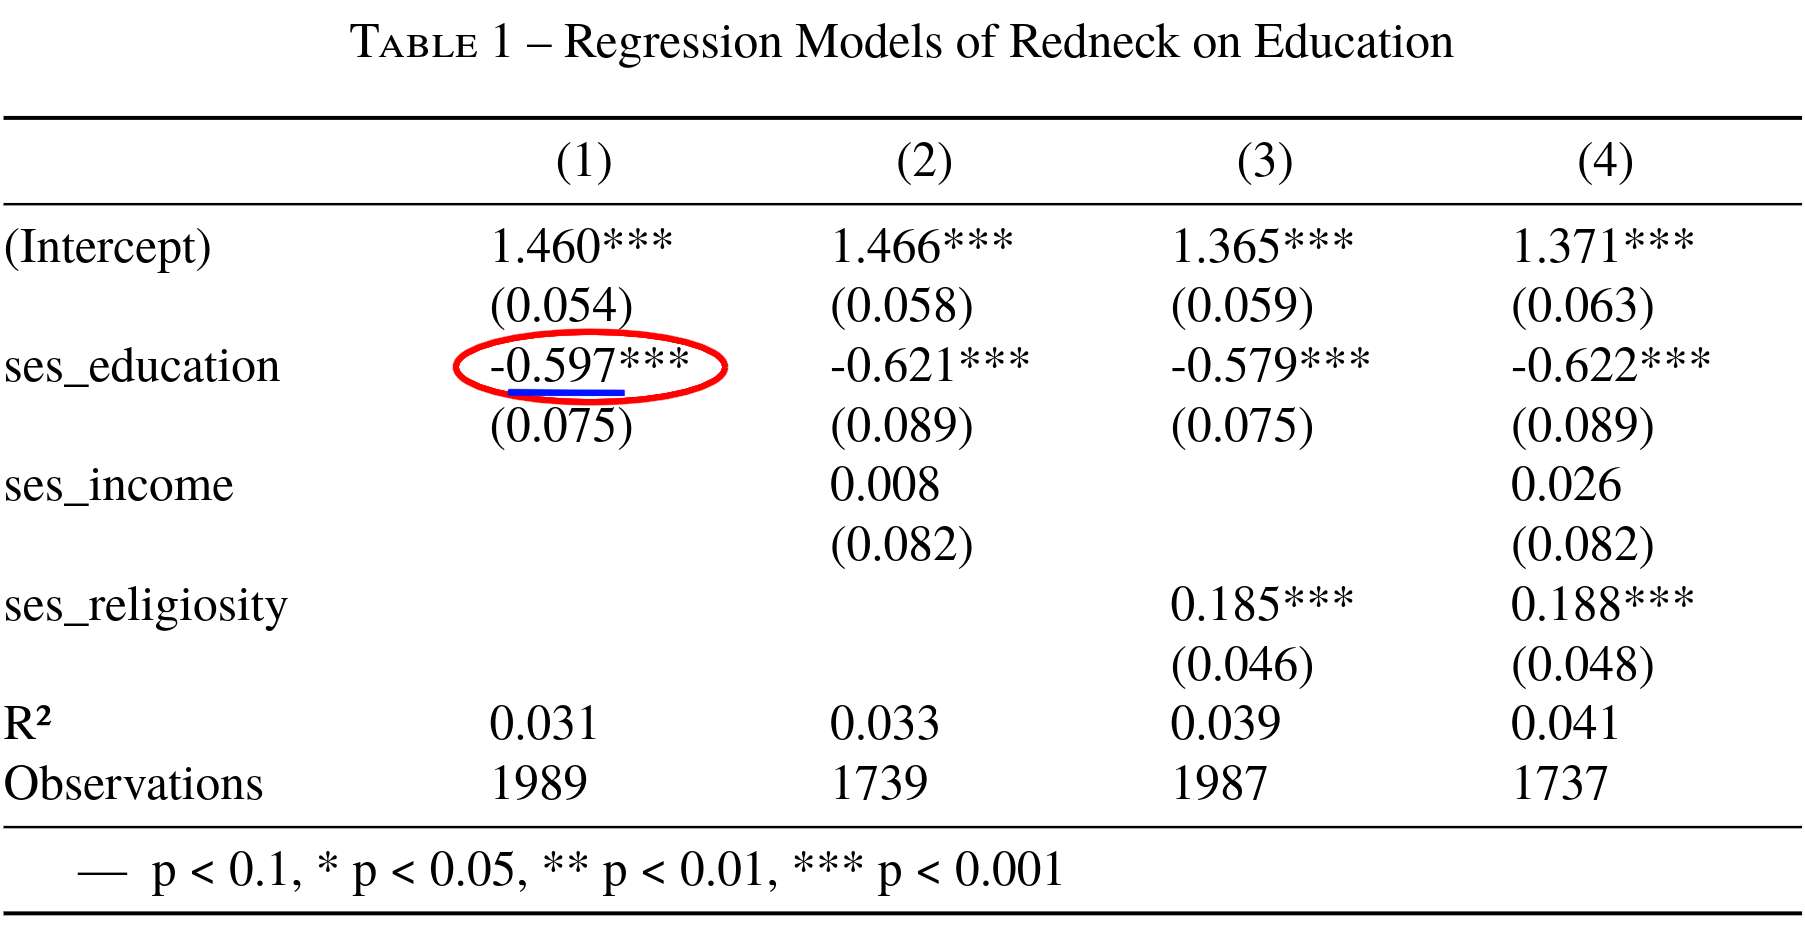 TABLE 1 – Regression Models of Redneck on Education
(1) (2) (3) (4)
(Intercept) 1.460*** 1.466*** 1.365*** 1.371***
(0.054) (0.058) (0.059) (0.063)
ses_education -0.597*** -0.621*** -0.579*** -0.622***
(0.075) (0.089) (0.075) (0.089)
ses_income 0.008 0.026
(0.082) (0.082)
ses_religiosity 0.185*** 0.188***
(0.046) (0.048)
R² 0.031 0.033 0.039 0.041
Observations 1989 1739 1987 1737
— p < 0.1, * p < 0.05, ** p < 0.01, *** p < 0.001